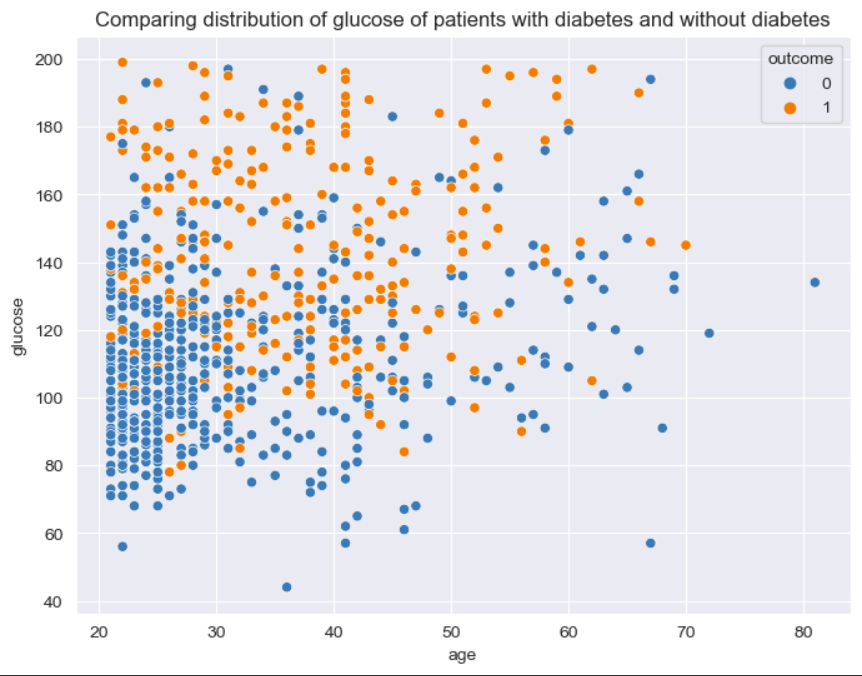 Comparing distribution of glucose of patients with diabetes and without diabetes
outcome
0
1
200
180
160
140
120
100
80
60
40
glucose
20 30 40 50 60 70 80
age